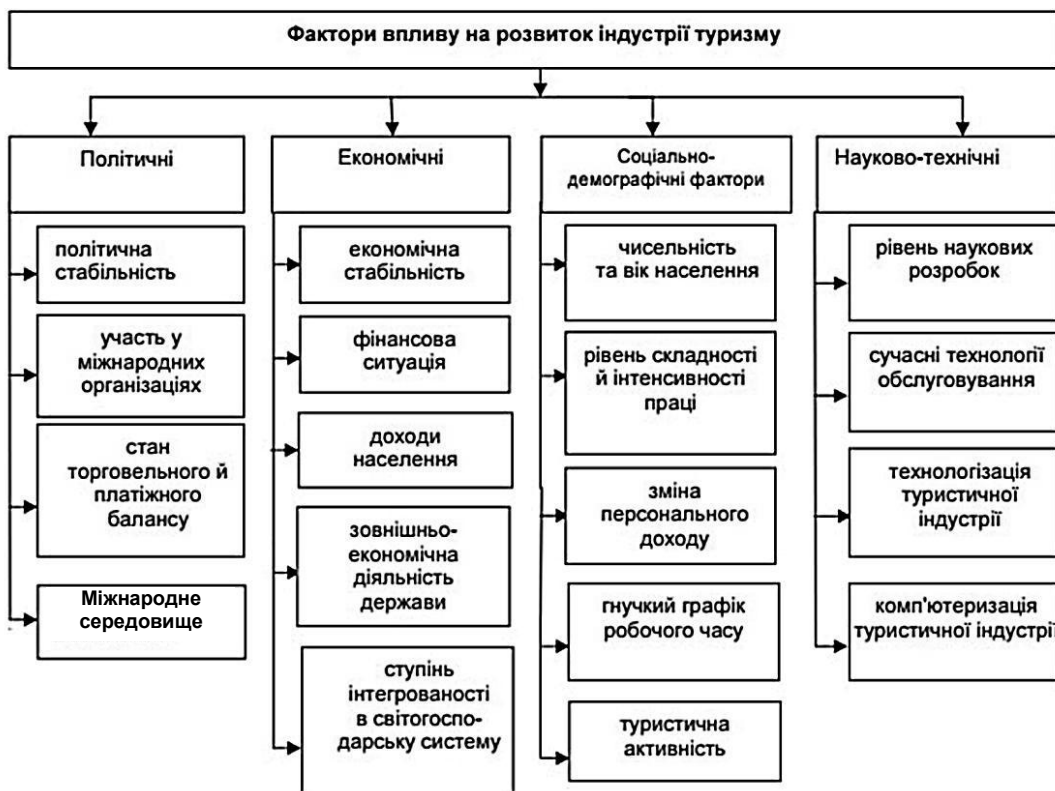 Фактори впливу на розвиток індустрії туризму
Політичні
політична
стабільність
участь у
міжнародних
організаціях
стан
торговельного й
платіжного
балансу
Міжнародне
середовище
Економічні
економічна
стабільність
фінансова
ситуація
доходи
населення
зовнішньо-
економічна
діяльність
держави
ступінь
інтегрованості
в світогоспо-
дарську систему
Соціально-
демографічні фактори
чисельність
та вік населення
рівень складності
й інтенсивності
праці
зміна
персонального
доходу
гнучкий графік
робочого часу
туристична
активність
Науково-технічні
рівень наукових
розробок
сучасні технології
обслуговування
технологізація
туристичної
індустрії
комп'ютеризація
туристичної індустрії